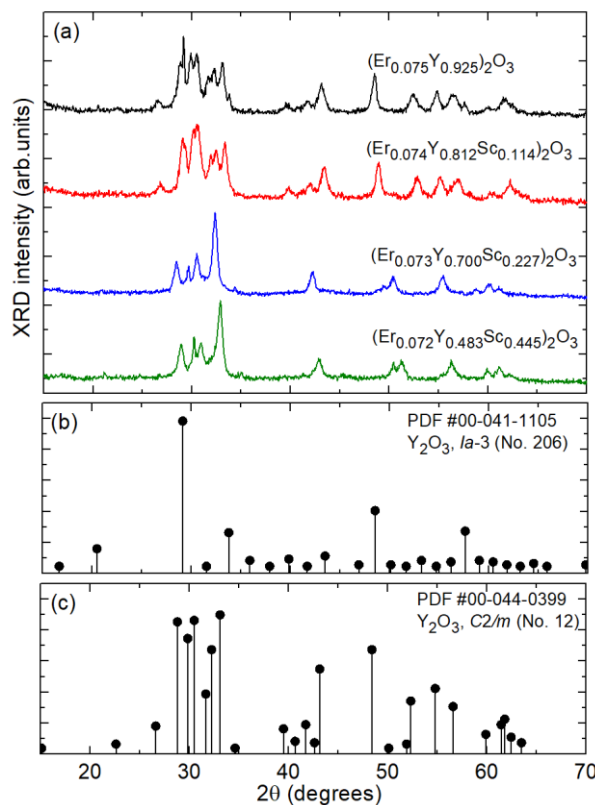 (a)
(Er0.075Y0.925)2O3
(Er0.074Y0.812Sc0.114)2O3
(Er0.073Y0.700Sc0.227)2O3
(Er0.072Y0.483Sc0.445)2O3
XRD intensity (arb.units)
(b)
PDF #00-041-1105
Y2O3, Ia-3 (No. 206)
(c)
PDF #00-044-0399
Y2O3, C2/m (No. 12)
20 30 40 50 60 70
2θ (degrees)